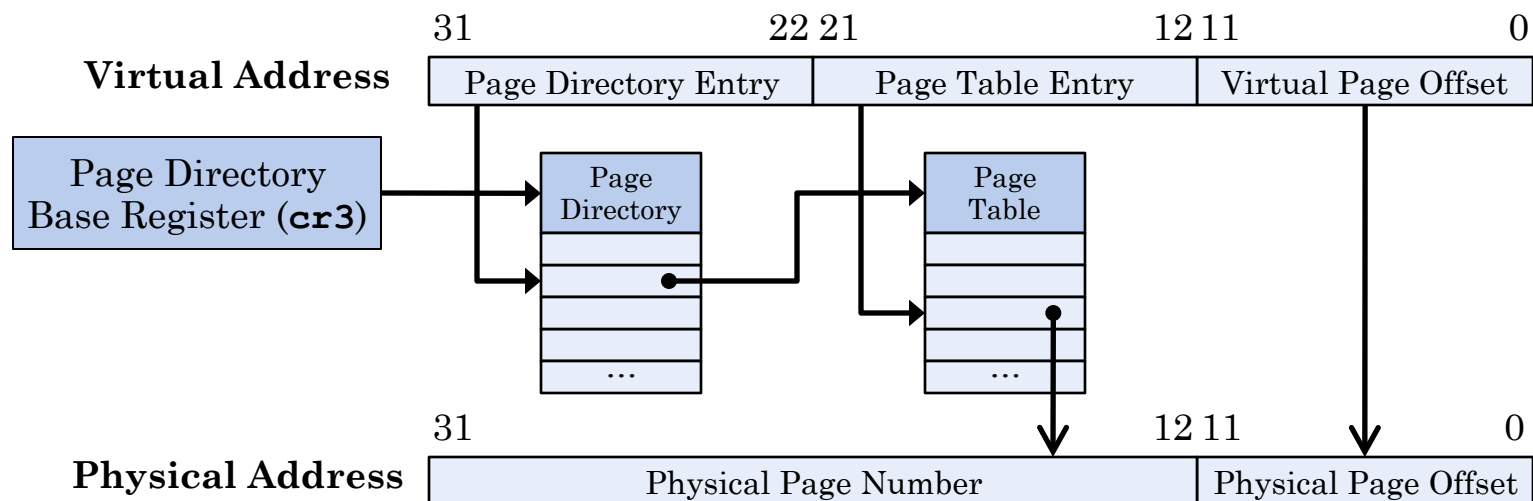 31 22 21 12 11 0
Virtual Address Page Directory Entry Page Table Entry Virtual Page Offset
Page Directory
Base Register (cr3)
Page
Directory
...
Page
Table
...
31 12 11 0
Physical Address Physical Page Number Physical Page Offset